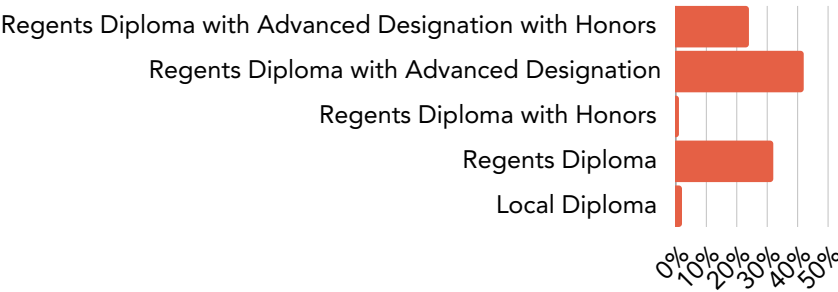 Regents Diploma with Advanced Designation with Honors
Regents Diploma with Advanced Designation
Regents Diploma with Honors
Regents Diploma
Local Diploma
0% 10% 20% 30% 40% 50%